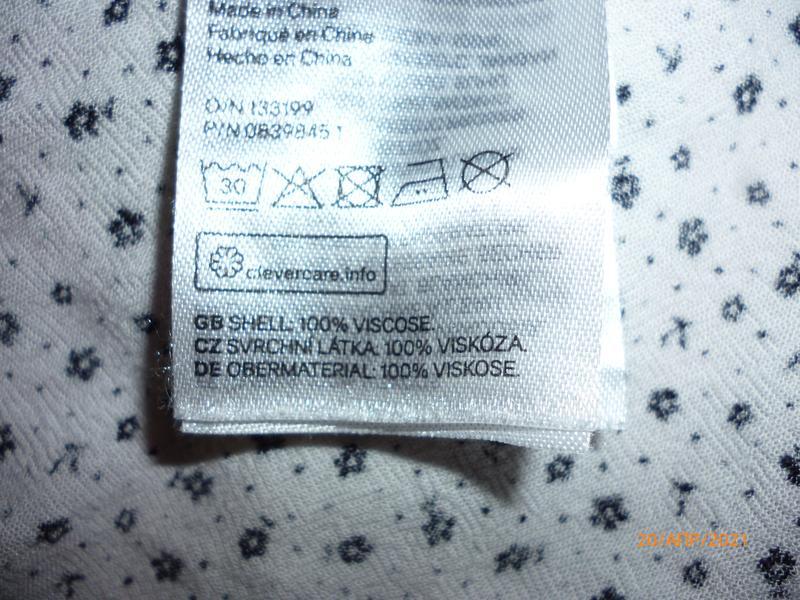 Made in China
Fabriqué en Chine
Hecho en China
O/N 133199
P/N 0839845 1
30
clevercare.info
GB SHELL: 100% VISCOSE.
CZ SVRCHNÍ LÁTKA: 100% VISKÓZA.
DE OBERMATERIAL: 100% VISKOSE.
20/АПР/2021